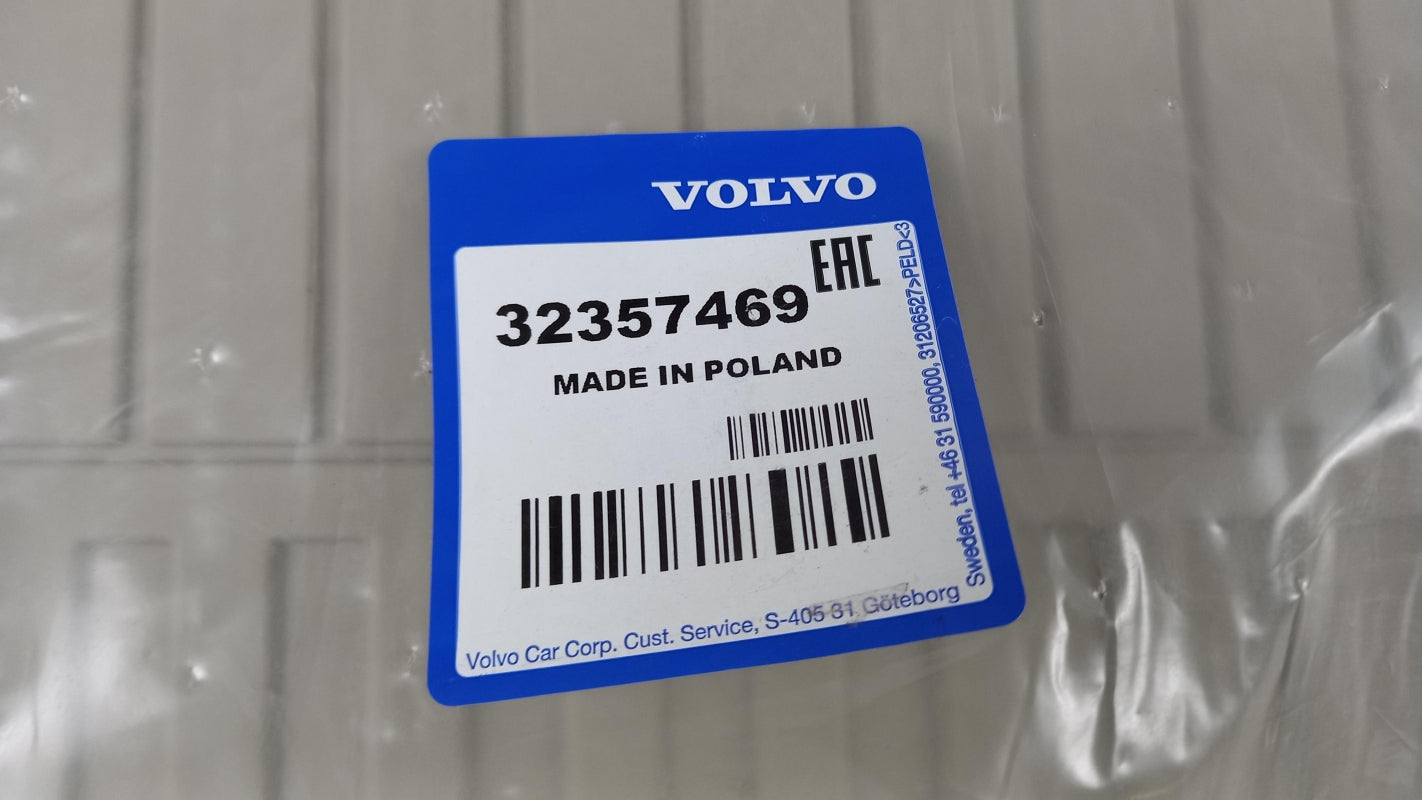 VOLVO
EAC
32357469
MADE IN POLAND
Volvo Car Corp. Cust. Service, S-405 31 Göteborg
Sweden, tel +46 31 590000, 31206527>PELD<3